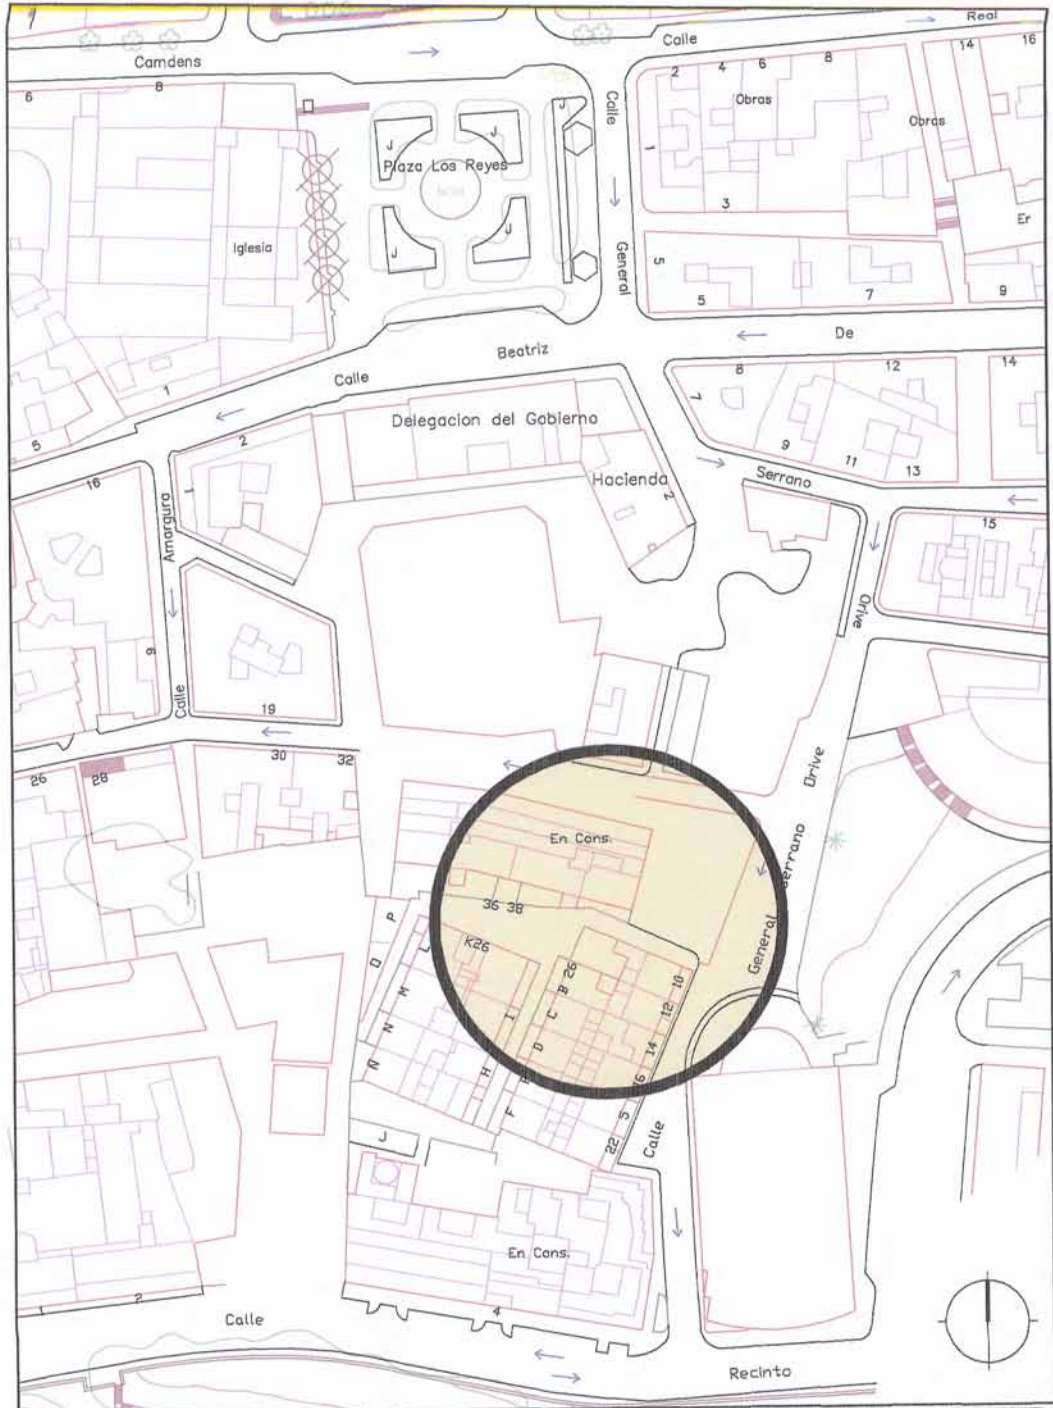 Real
Camdens
Calle
6
8
2
4
6
8
14
16
Calle
Obras
Obras
J
J
J
Plaza Los Reyes
1
3
Iglesia
J
J
General
5
5
7
Er
9
Beatriz
De
Calle
1
8
12
14
7
Delegacion del Gobierno
5
2
9
11
13
Hacienda
2
Serrano
16
1
Amargura
15
Drive
9
Calle
19
30
32
26
28
Drive
Serrano
En Cons.
36 38
P
O
L
K26
General
26
10
B
M
I
C
12
N
D
14
N
H
E
16
F
S
J
22
Calle
En Cons.
1
2
4
Calle
Recinto